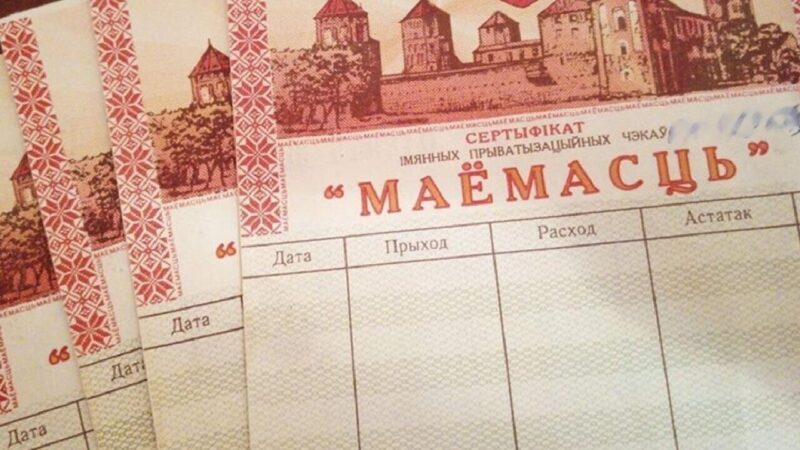 СЕРТЫФІКАТ
ІМЯННЫХ ПРЫВАТЫЗАЦЫЙНЫХ ЧЭКАЎ
“МАЁМАСЦЬ”
Дата Прыход Расход Астатак
“
Дата
“
Дата
Дата